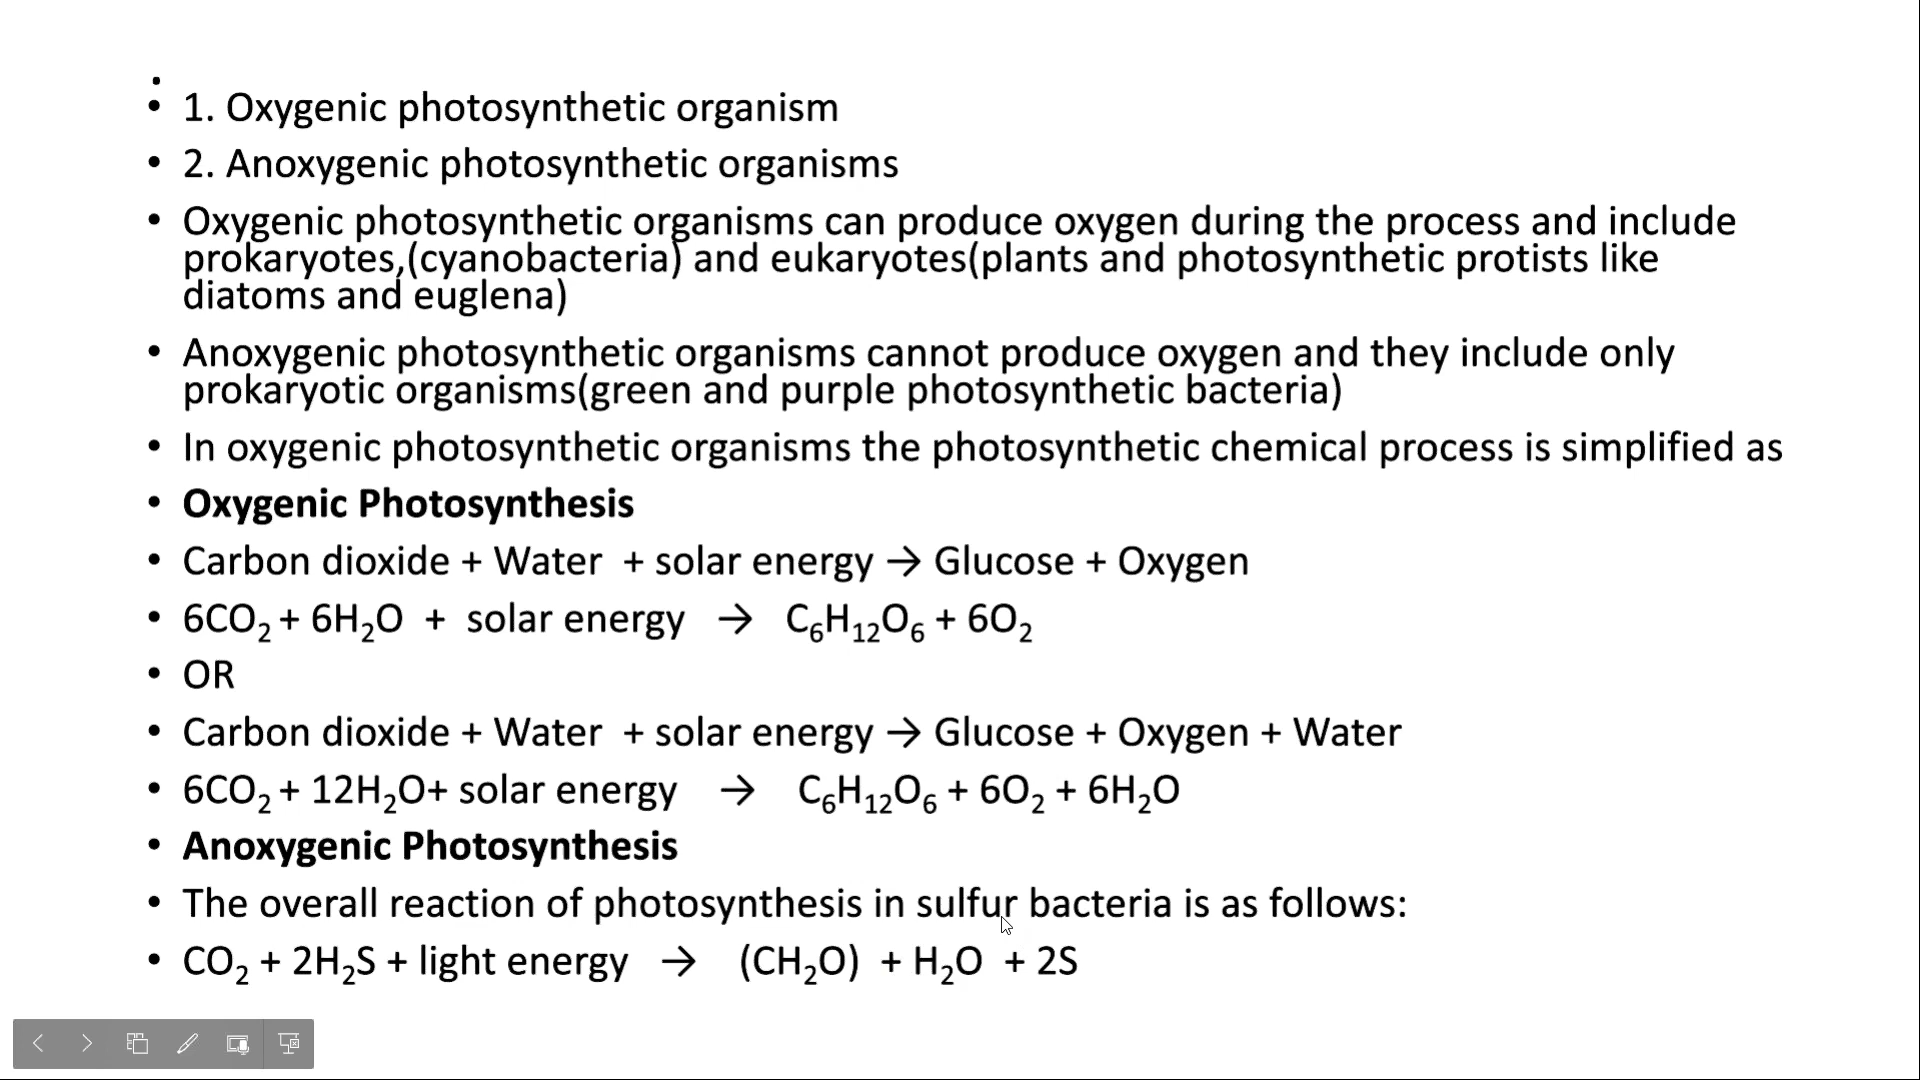 •
• 1. Oxygenic photosynthetic organism
• 2. Anoxygenic photosynthetic organisms
• Oxygenic photosynthetic organisms can produce oxygen during the process and include
prokaryotes,(cyanobacteria) and eukaryotes(plants and photosynthetic protists like
diatoms and euglena)
• Anoxygenic photosynthetic organisms cannot produce oxygen and they include only
prokaryotic organisms(green and purple photosynthetic bacteria)
• In oxygenic photosynthetic organisms the photosynthetic chemical process is simplified as
• Oxygenic Photosynthesis
• Carbon dioxide + Water + solar energy → Glucose + Oxygen
• 6CO₂ + 6H₂O + solar energy → C₆H₁₂O₆ + 6O₂
• OR
• Carbon dioxide + Water + solar energy → Glucose + Oxygen + Water
• 6CO₂ + 12H₂O+ solar energy → C₆H₁₂O₆ + 6O₂ + 6H₂O
• Anoxygenic Photosynthesis
• The overall reaction of photosynthesis in sulfur bacteria is as follows:
• CO₂ + 2H₂S + light energy → (CH₂O) + H₂O + 2S